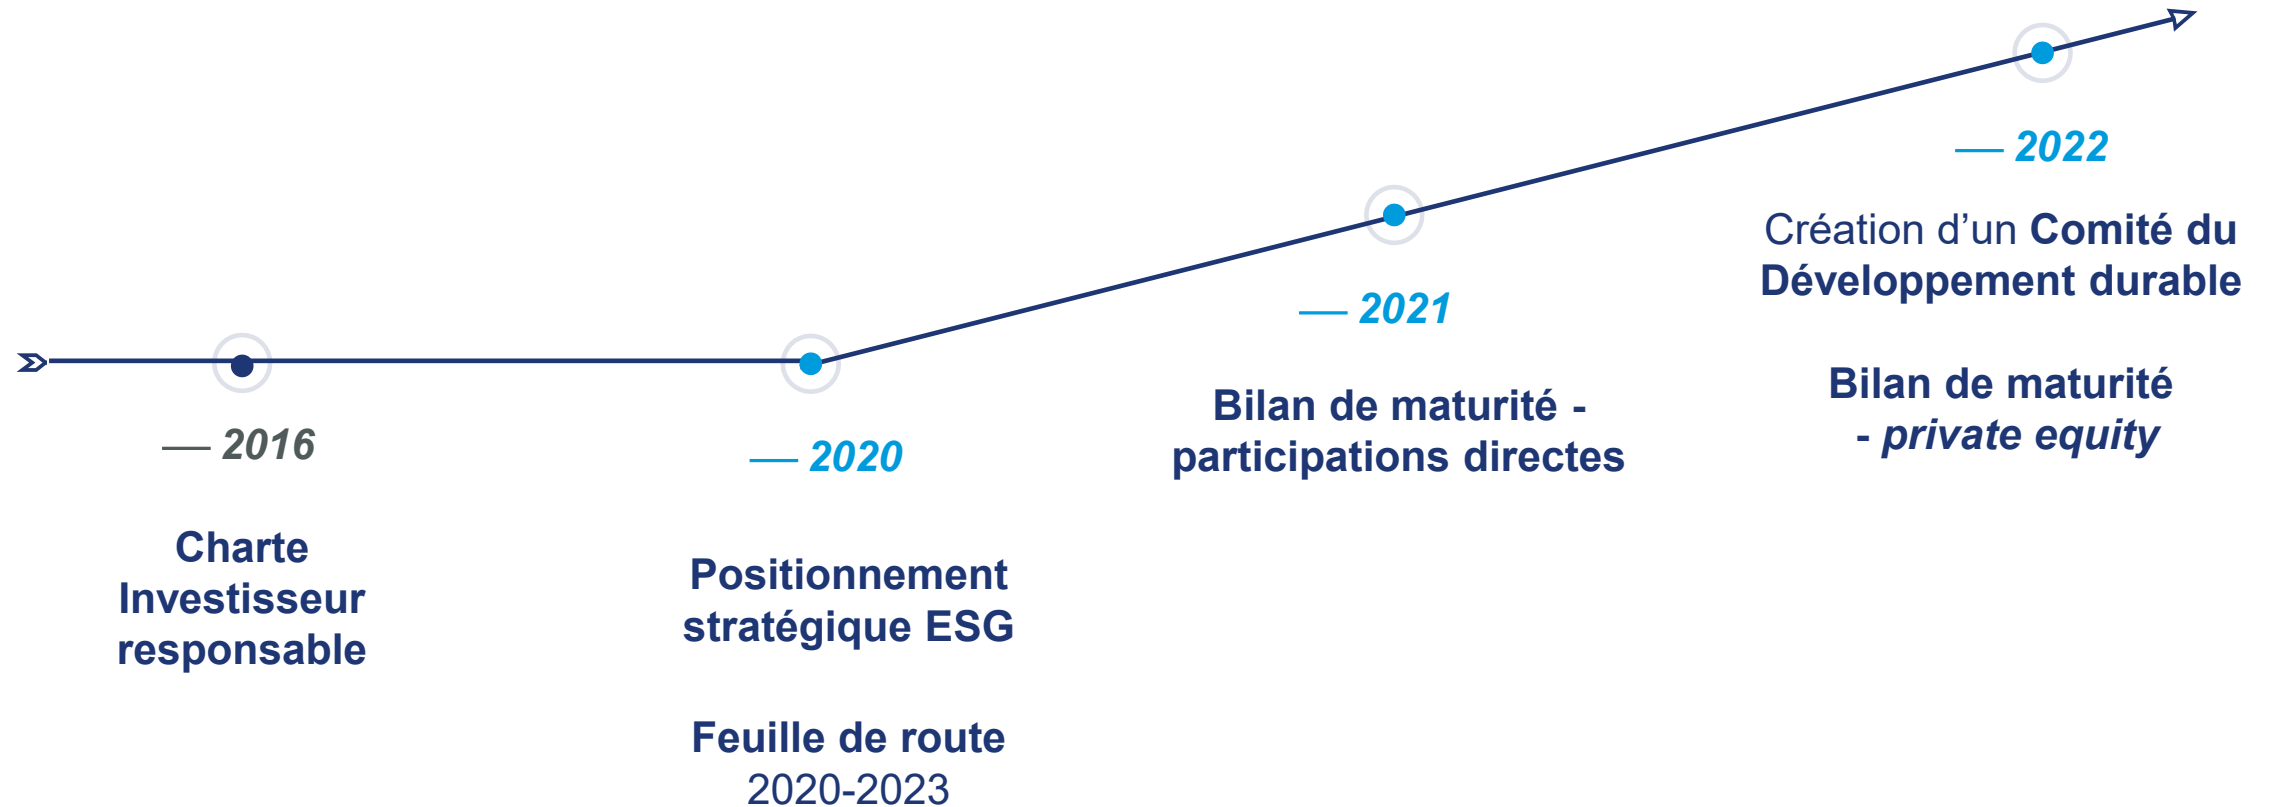 2016
Charte
Investisseur
responsable
2020
Positionnement
stratégique ESG
Feuille de route
2020-2023
2021
Bilan de maturité -
participations directes
2022
Création d’un Comité du
Développement durable
Bilan de maturité
- private equity